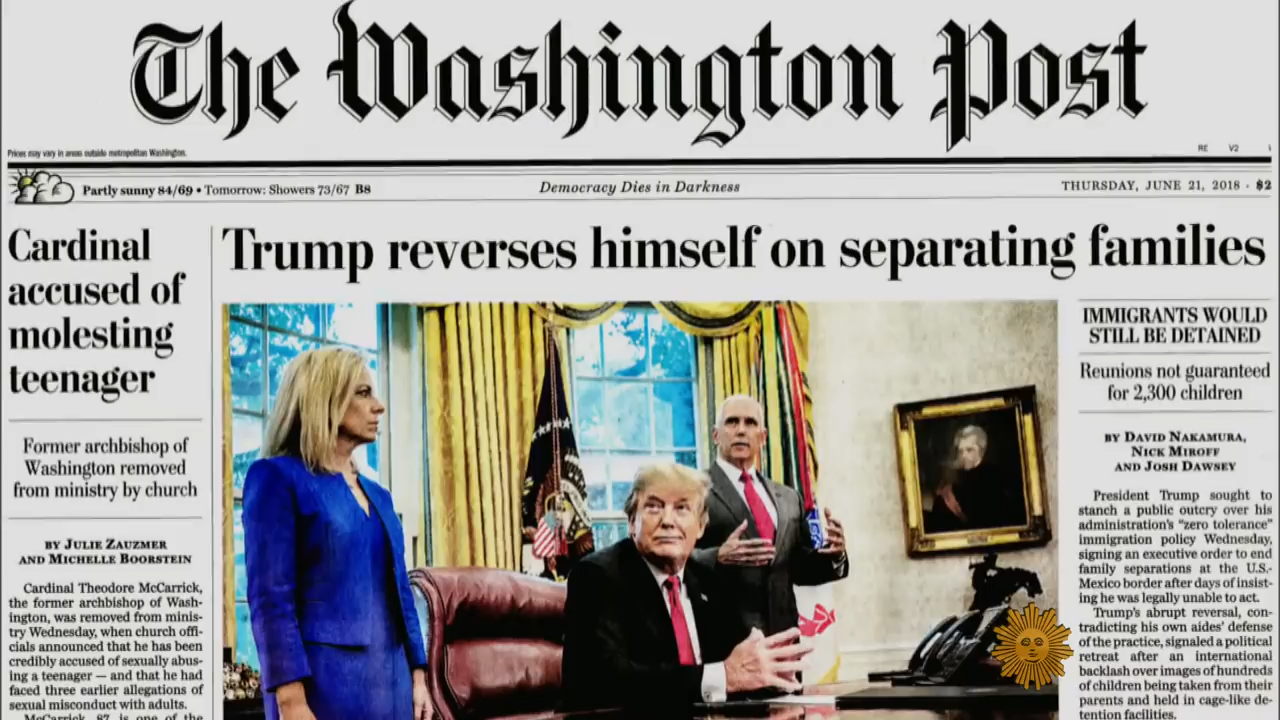 The Washington Post
Prices may vary in areas outside metropolitan Washington.
RE V2
Partly sunny 84/69 • Tomorrow: Showers 73/67 B8
Democracy Dies in Darkness
THURSDAY, JUNE 21, 2018 · $2
Cardinal
accused of
molesting
teenager
Former archbishop of
Washington removed
from ministry by church
BY JULIE ZAUZMER
AND MICHELLE BOORSTEIN
Cardinal Theodore McCarrick,
the former archbishop of Wash-
ington, was removed from minis-
try Wednesday, when church offi-
cials announced that he has been
credibly accused of sexually abus-
ing a teenager — and that he had
faced three earlier allegations of
sexual misconduct with adults.
McCarrick, 87, is one of the
Trump reverses himself on separating families
IMMIGRANTS WOULD
STILL BE DETAINED
Reunions not guaranteed
for 2,300 children
BY DAVID NAKAMURA,
NICK MIROFF
AND JOSH DAWSEY
President Trump sought to
stanch a public outcry over his
administration's “zero tolerance”
immigration policy Wednesday,
signing an executive order to end
family separations at the U.S.-
Mexico border after days of insist-
ing he was legally unable to act.
Trump's abrupt reversal, con-
tradicting his own aides' defense
of the practice, signaled a political
retreat after an international
backlash over images of hundreds
of children being taken from their
parents and held in cage-like de-
tention facilities.